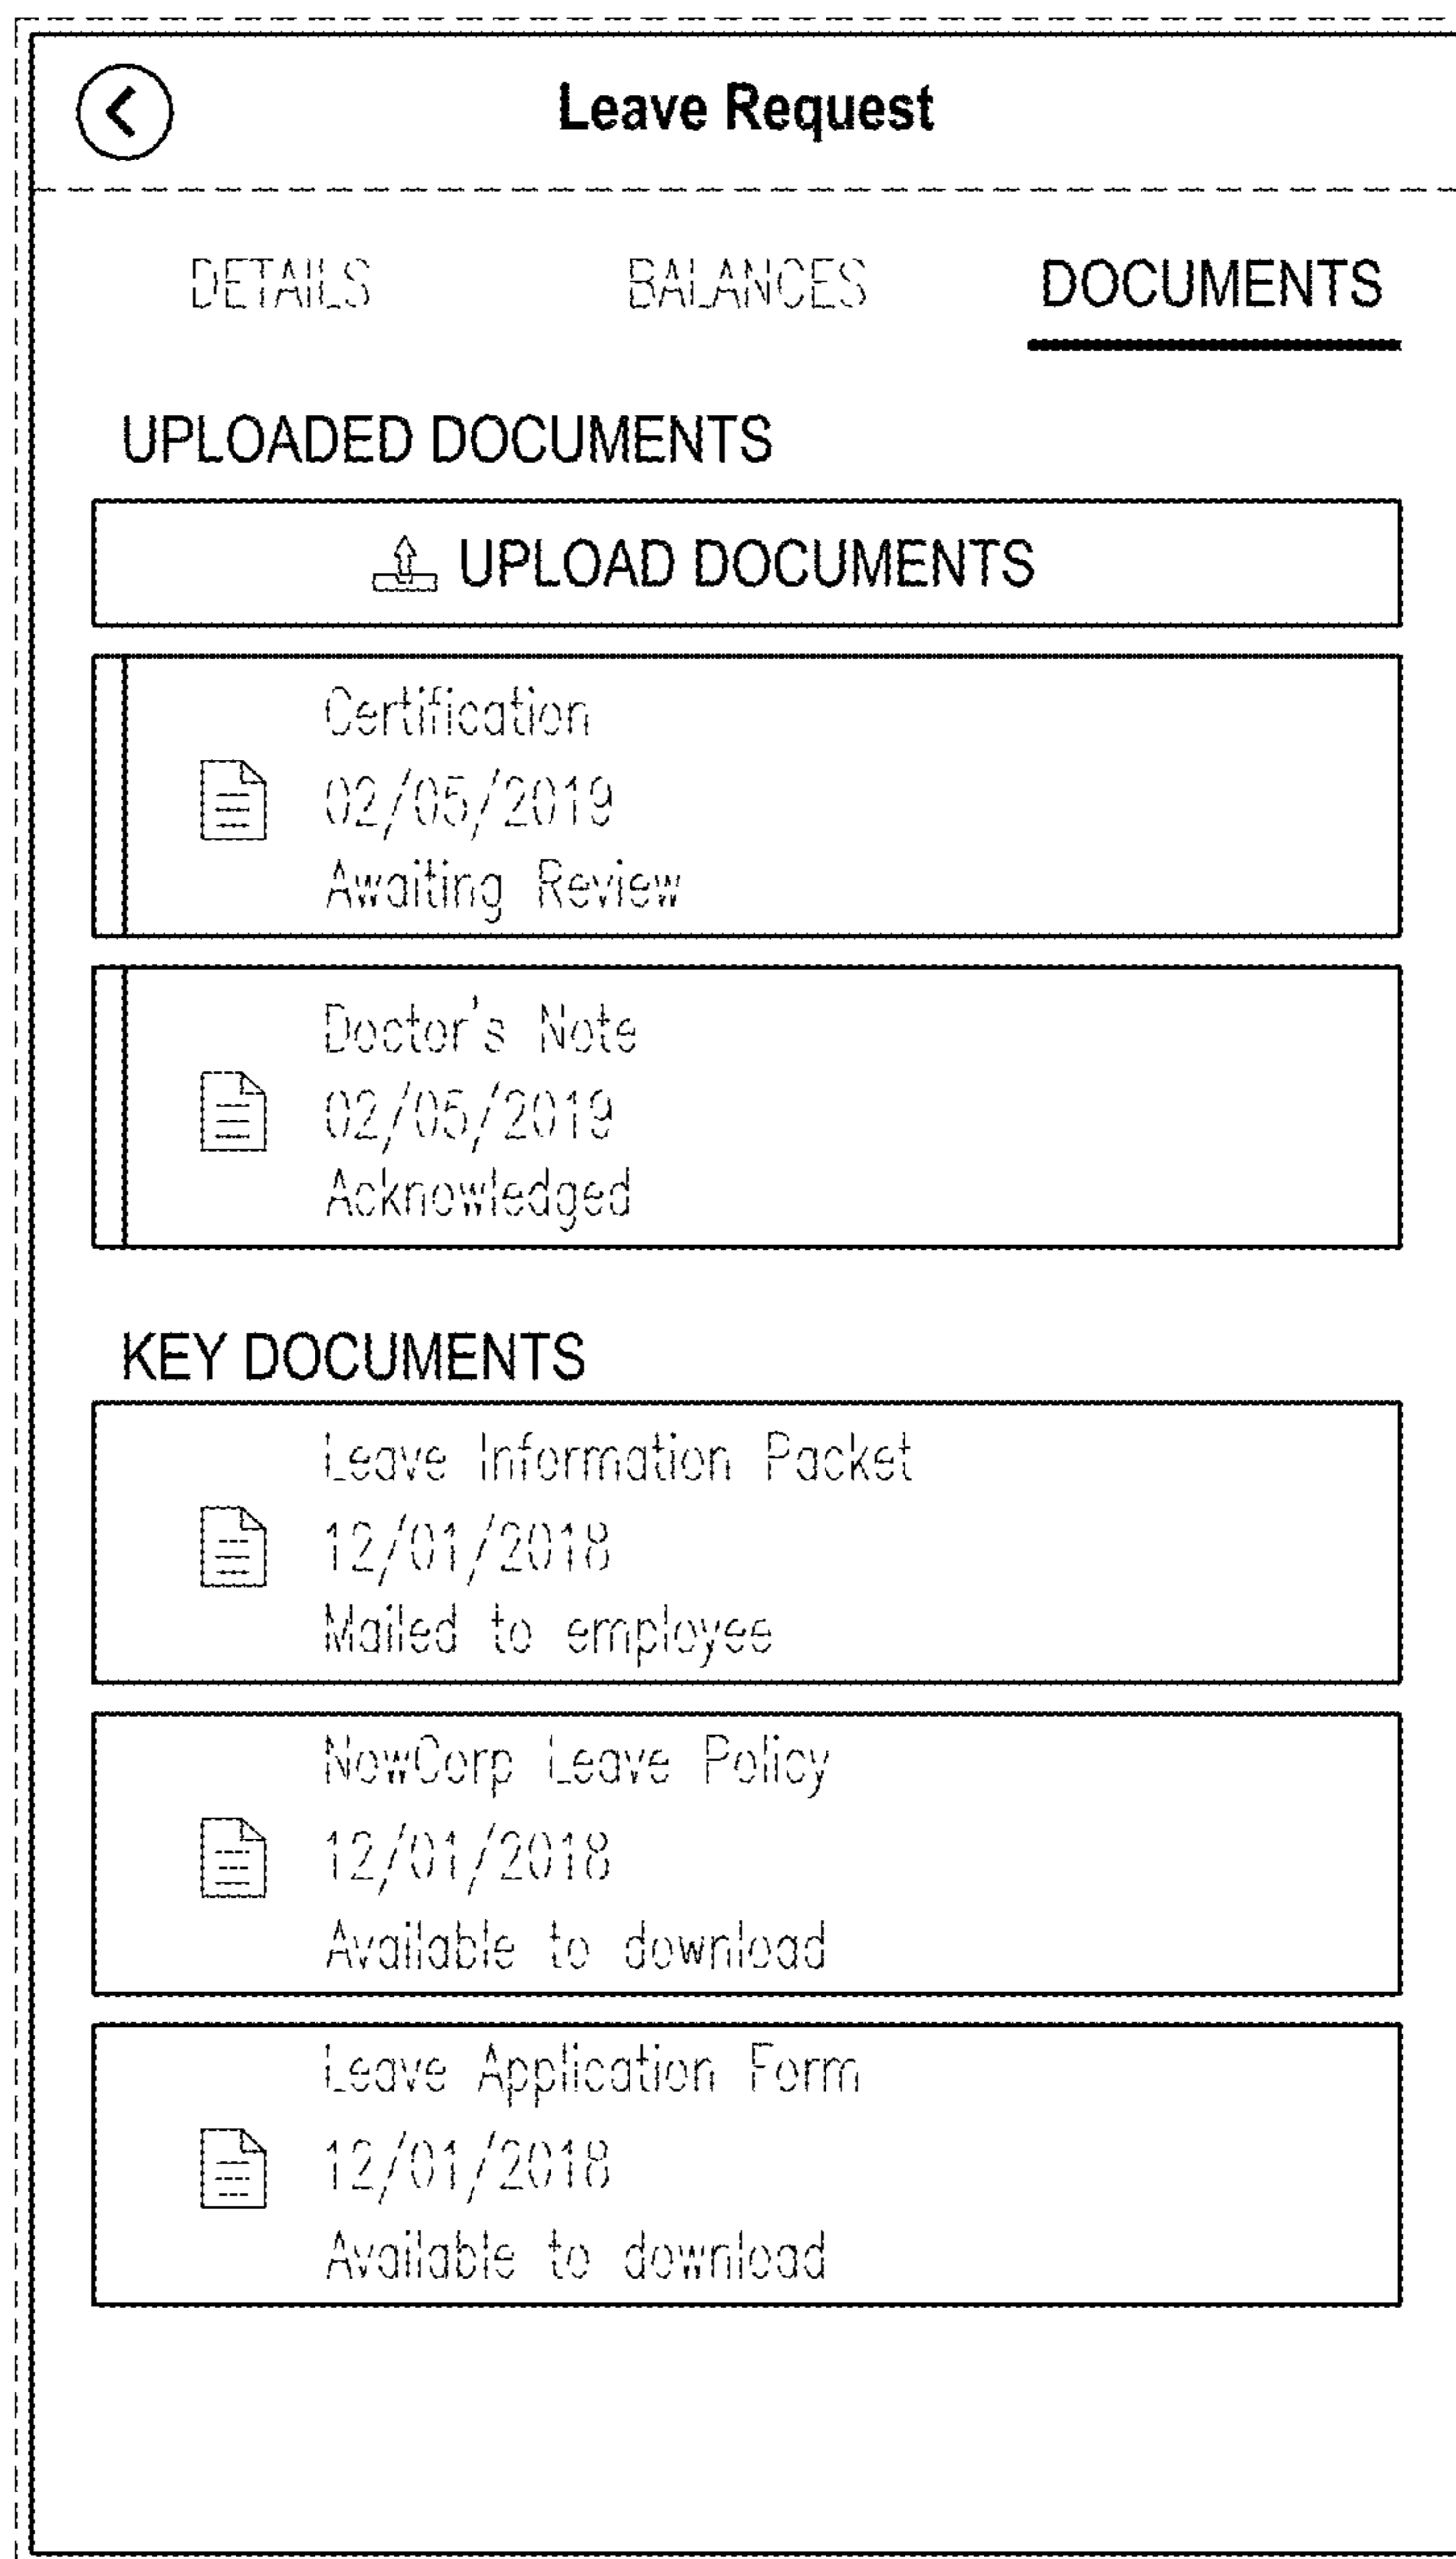 Leave Request
DETAILS BALANCES DOCUMENTS
UPLOADED DOCUMENTS
UPLOAD DOCUMENTS
Certification
02/05/2019
Awaiting Review
Doctor's Note
02/05/2019
Acknowledged
KEY DOCUMENTS
Leave Information Packet
12/01/2018
Mailed to employee
NowCorp Leave Policy
12/01/2018
Available to download
Leave Application Form
12/01/2018
Available to download